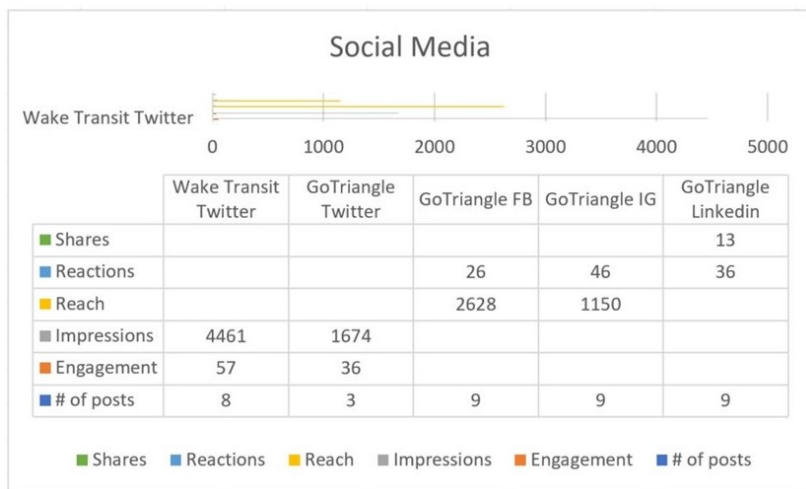 Social Media
Wake Transit Twitter
0 1000 2000 3000 4000 5000
Wake Transit Twitter GoTriangle Twitter GoTriangle FB GoTriangle IG GoTriangle Linkedin
Shares 13
Reactions 26 46 36
Reach 2628 1150
Impressions 4461 1674
Engagement 57 36
# of posts 8 3 9 9 9
Shares Reactions Reach Impressions Engagement # of posts